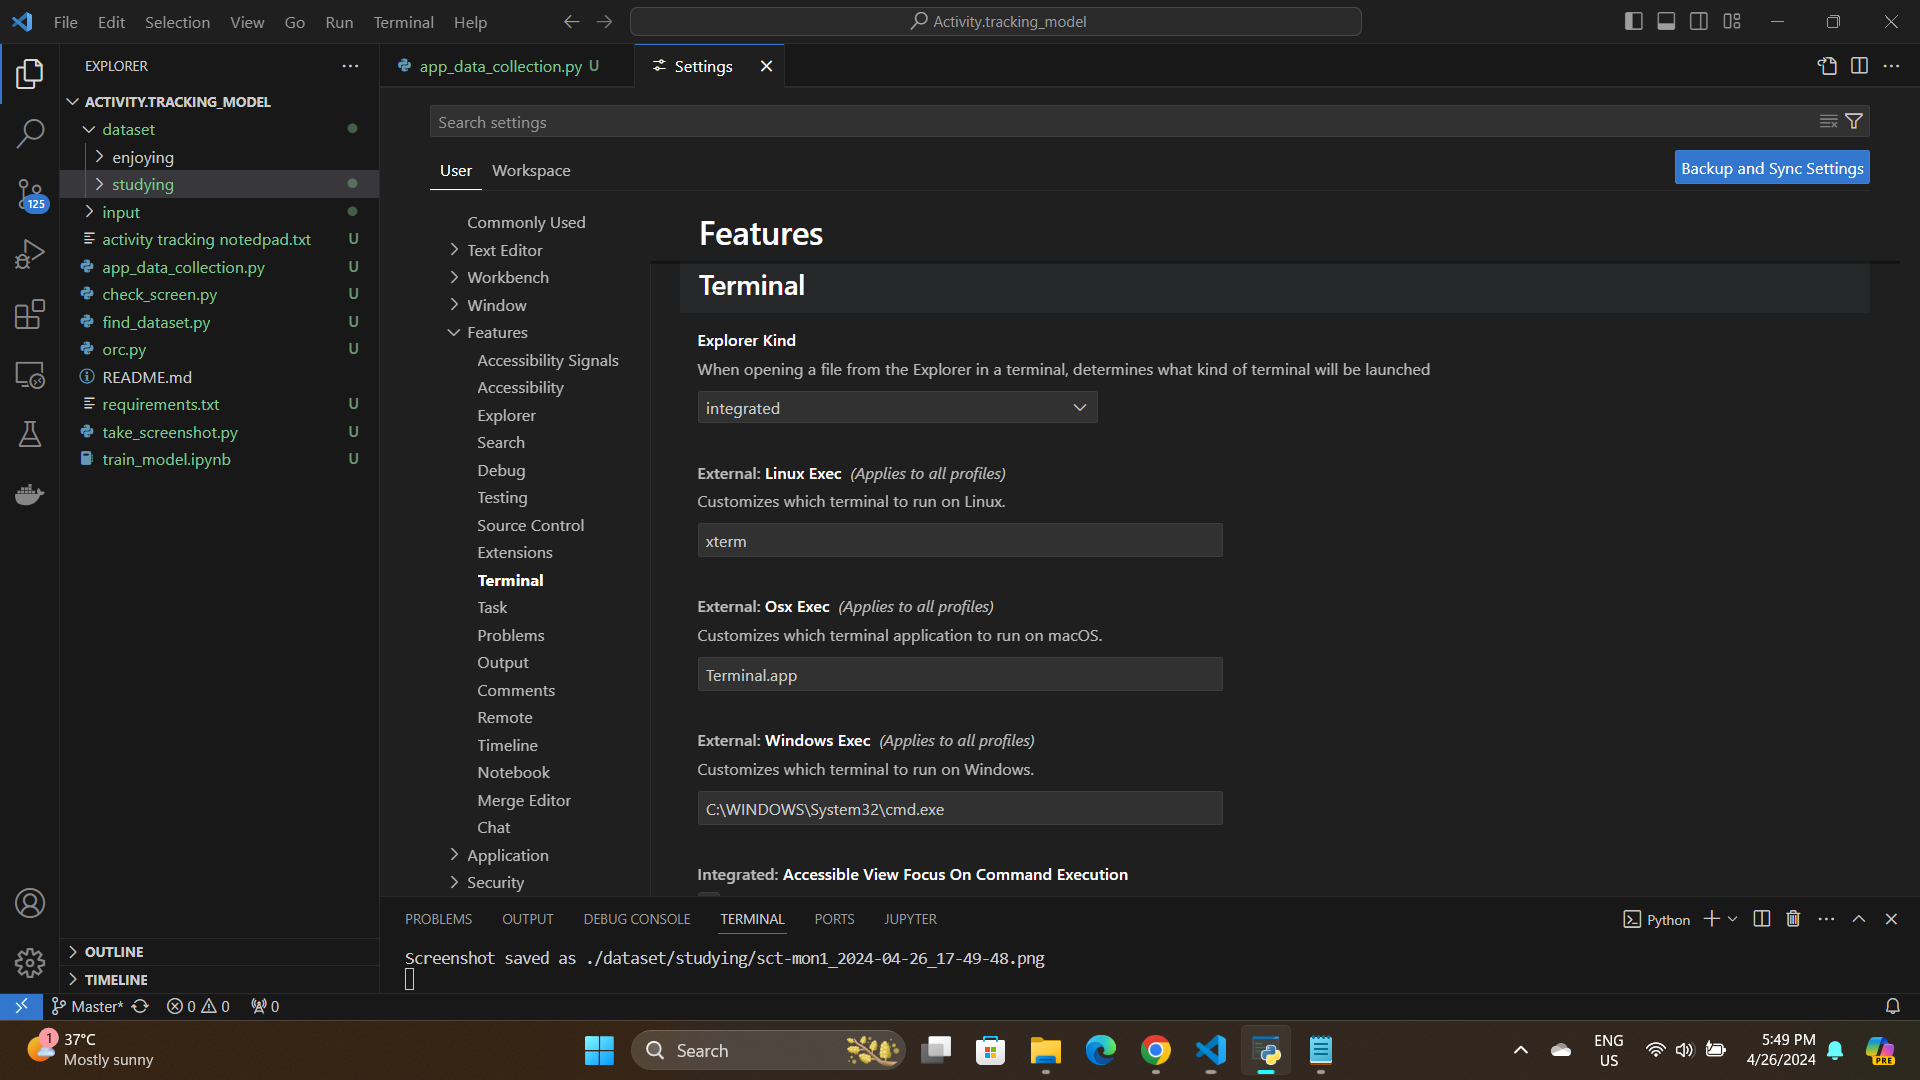 File Edit Selection View Go Run Terminal Help
Activity.tracking_model
EXPLORER
ACTIVITY.TRACKING_MODEL
dataset
enjoying
studying
input
activity tracking notedpad.txt U
app_data_collection.py U
check_screen.py U
find_dataset.py U
orc.py U
README.md
requirements.txt U
take_screenshot.py U
train_model.ipynb U
OUTLINE
TIMELINE
125
app_data_collection.py U
Settings
Search settings
User Workspace
Backup and Sync Settings
Commonly Used
Text Editor
Workbench
Window
Features
Accessibility Signals
Accessibility
Explorer
Search
Debug
Testing
Source Control
Extensions
Terminal
Task
Problems
Output
Comments
Remote
Timeline
Notebook
Merge Editor
Chat
Application
Security
Features
Terminal
Explorer Kind
When opening a file from the Explorer in a terminal, determines what kind of terminal will be launched
integrated
External: Linux Exec (Applies to all profiles)
Customizes which terminal to run on Linux.
xterm
External: Osx Exec (Applies to all profiles)
Customizes which terminal application to run on macOS.
Terminal.app
External: Windows Exec (Applies to all profiles)
Customizes which terminal to run on Windows.
C:\WINDOWS\System32\cmd.exe
Integrated: Accessible View Focus On Command Execution
PROBLEMS OUTPUT DEBUG CONSOLE TERMINAL PORTS JUPYTER
Python
Screenshot saved as ./dataset/studying/sct-mon1_2024-04-26_17-49-48.png
Master* 0 0 0
1
37°C
Mostly sunny
Search
ENG
US
5:49 PM
4/26/2024
PRE